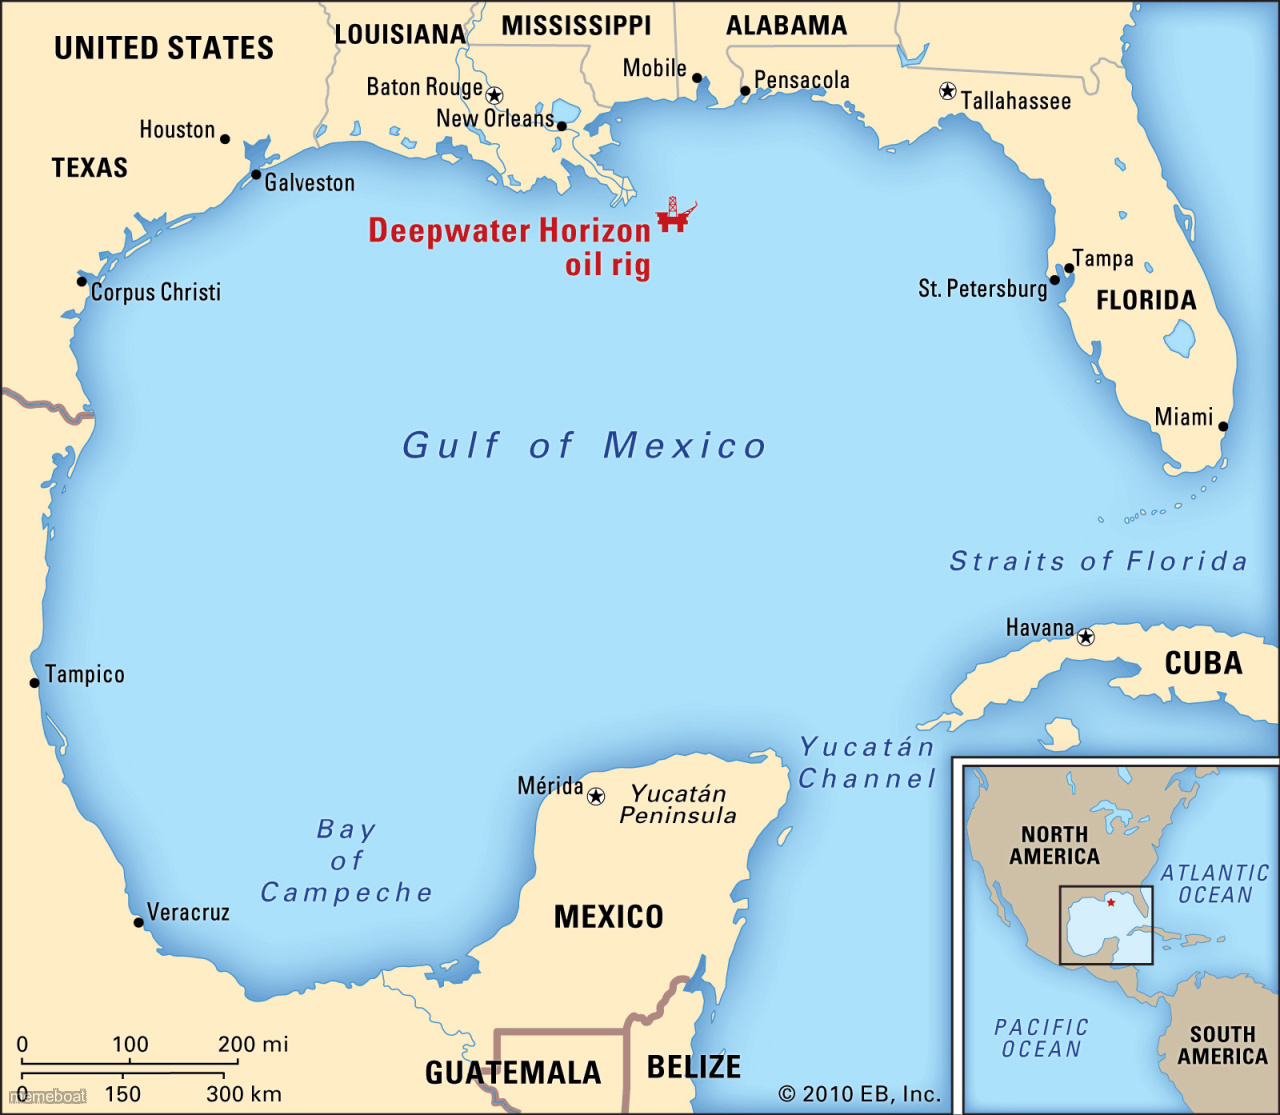 UNITED STATES
LOUISIANA
MISSISSIPPI
ALABAMA
Baton Rouge
Mobile
Pensacola
Tallahassee
New Orleans
Houston
TEXAS
Galveston
Deepwater Horizon
oil rig
Corpus Christi
Tampa
St. Petersburg
FLORIDA
Miami
Gulf of Mexico
Straits of Florida
Havana
CUBA
Tampico
Yucatán
Channel
Mérida
Yucatán
Peninsula
Bay
of
Campeche
Veracruz
MEXICO
NORTH
AMERICA
ATLANTIC
OCEAN
PACIFIC
OCEAN
SOUTH
AMERICA
0 100 200 mi
0 150 300 km
GUATEMALA
BELIZE
© 2010 EB, Inc.
memeboat